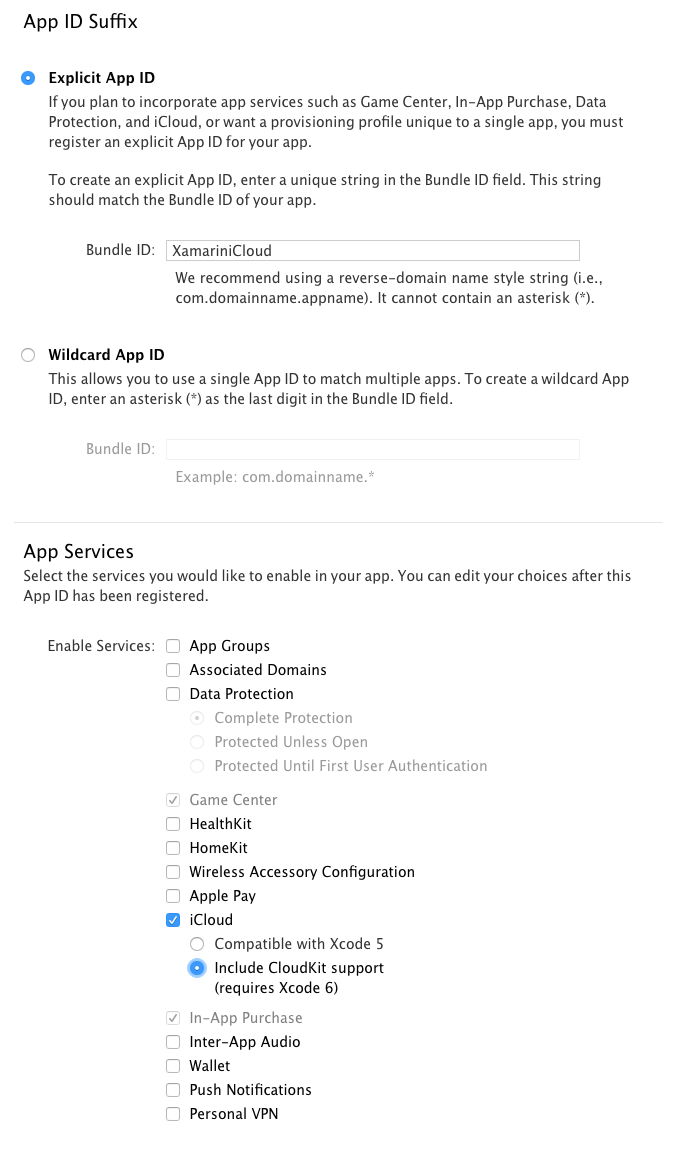 App ID Suffix
Explicit App ID
If you plan to incorporate app services such as Game Center, In-App Purchase, Data
Protection, and iCloud, or want a provisioning profile unique to a single app, you must
register an explicit App ID for your app.
To create an explicit App ID, enter a unique string in the Bundle ID field. This string
should match the Bundle ID of your app.
Bundle ID: XamariniCloud
We recommend using a reverse-domain name style string (i.e.,
com.domainname.appname). It cannot contain an asterisk (*).
Wildcard App ID
This allows you to use a single App ID to match multiple apps. To create a wildcard App
ID, enter an asterisk (*) as the last digit in the Bundle ID field.
Bundle ID:
Example: com.domainname.*
App Services
Select the services you would like to enable in your app. You can edit your choices after this
App ID has been registered.
Enable Services: App Groups
Associated Domains
Data Protection
Complete Protection
Protected Unless Open
Protected Until First User Authentication
Game Center
HealthKit
HomeKit
Wireless Accessory Configuration
Apple Pay
iCloud
Compatible with Xcode 5
Include CloudKit support
(requires Xcode 6)
In-App Purchase
Inter-App Audio
Wallet
Push Notifications
Personal VPN